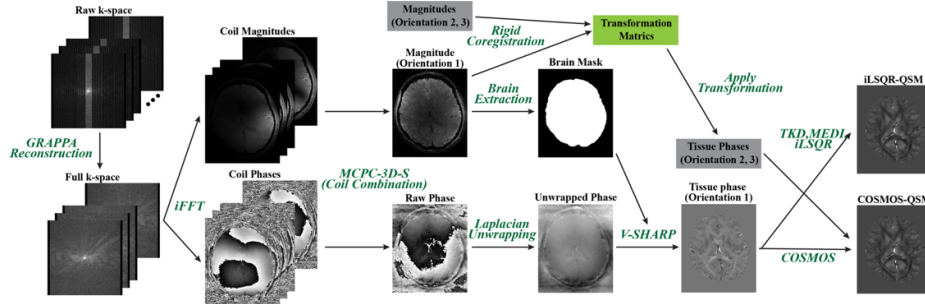 Raw k-space
GRAPPA
Reconstruction
Full k-space
iFFT
Coil Magnitudes
Coil Phases
MCPC-3D-S
(Coil Combination)
Magnitudes
(Orientation 2, 3)
Rigid
Coregistration
Magnitude
(Orientation 1)
Brain
Extraction
Brain Mask
Transformation
Matrics
Apply
Transformation
Raw Phase
Laplacian
Unwrapping
Unwrapped Phase
V-SHARP
Tissue Phases
(Orientation 2, 3)
Tissue phase
(Orientation 1)
TKD,MEDI,
iLSQR
COSMOS
iLSQR-QSM
COSMOS-QSM